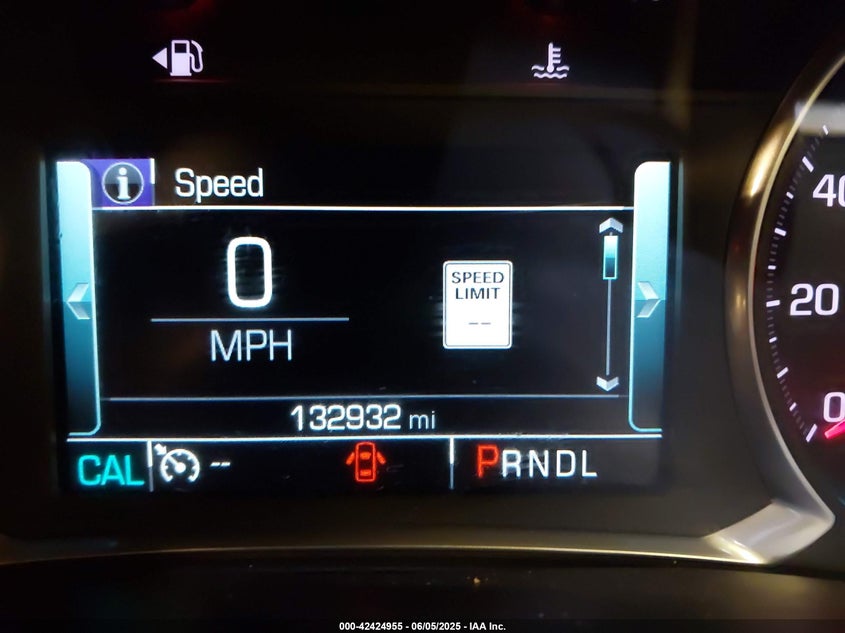 Speed
0
MPH
SPEED
LIMIT
--
132932 mi
CAL
--
PRNDL
40
20
0
000-42424955 - 06/05/2025 - IAA Inc.